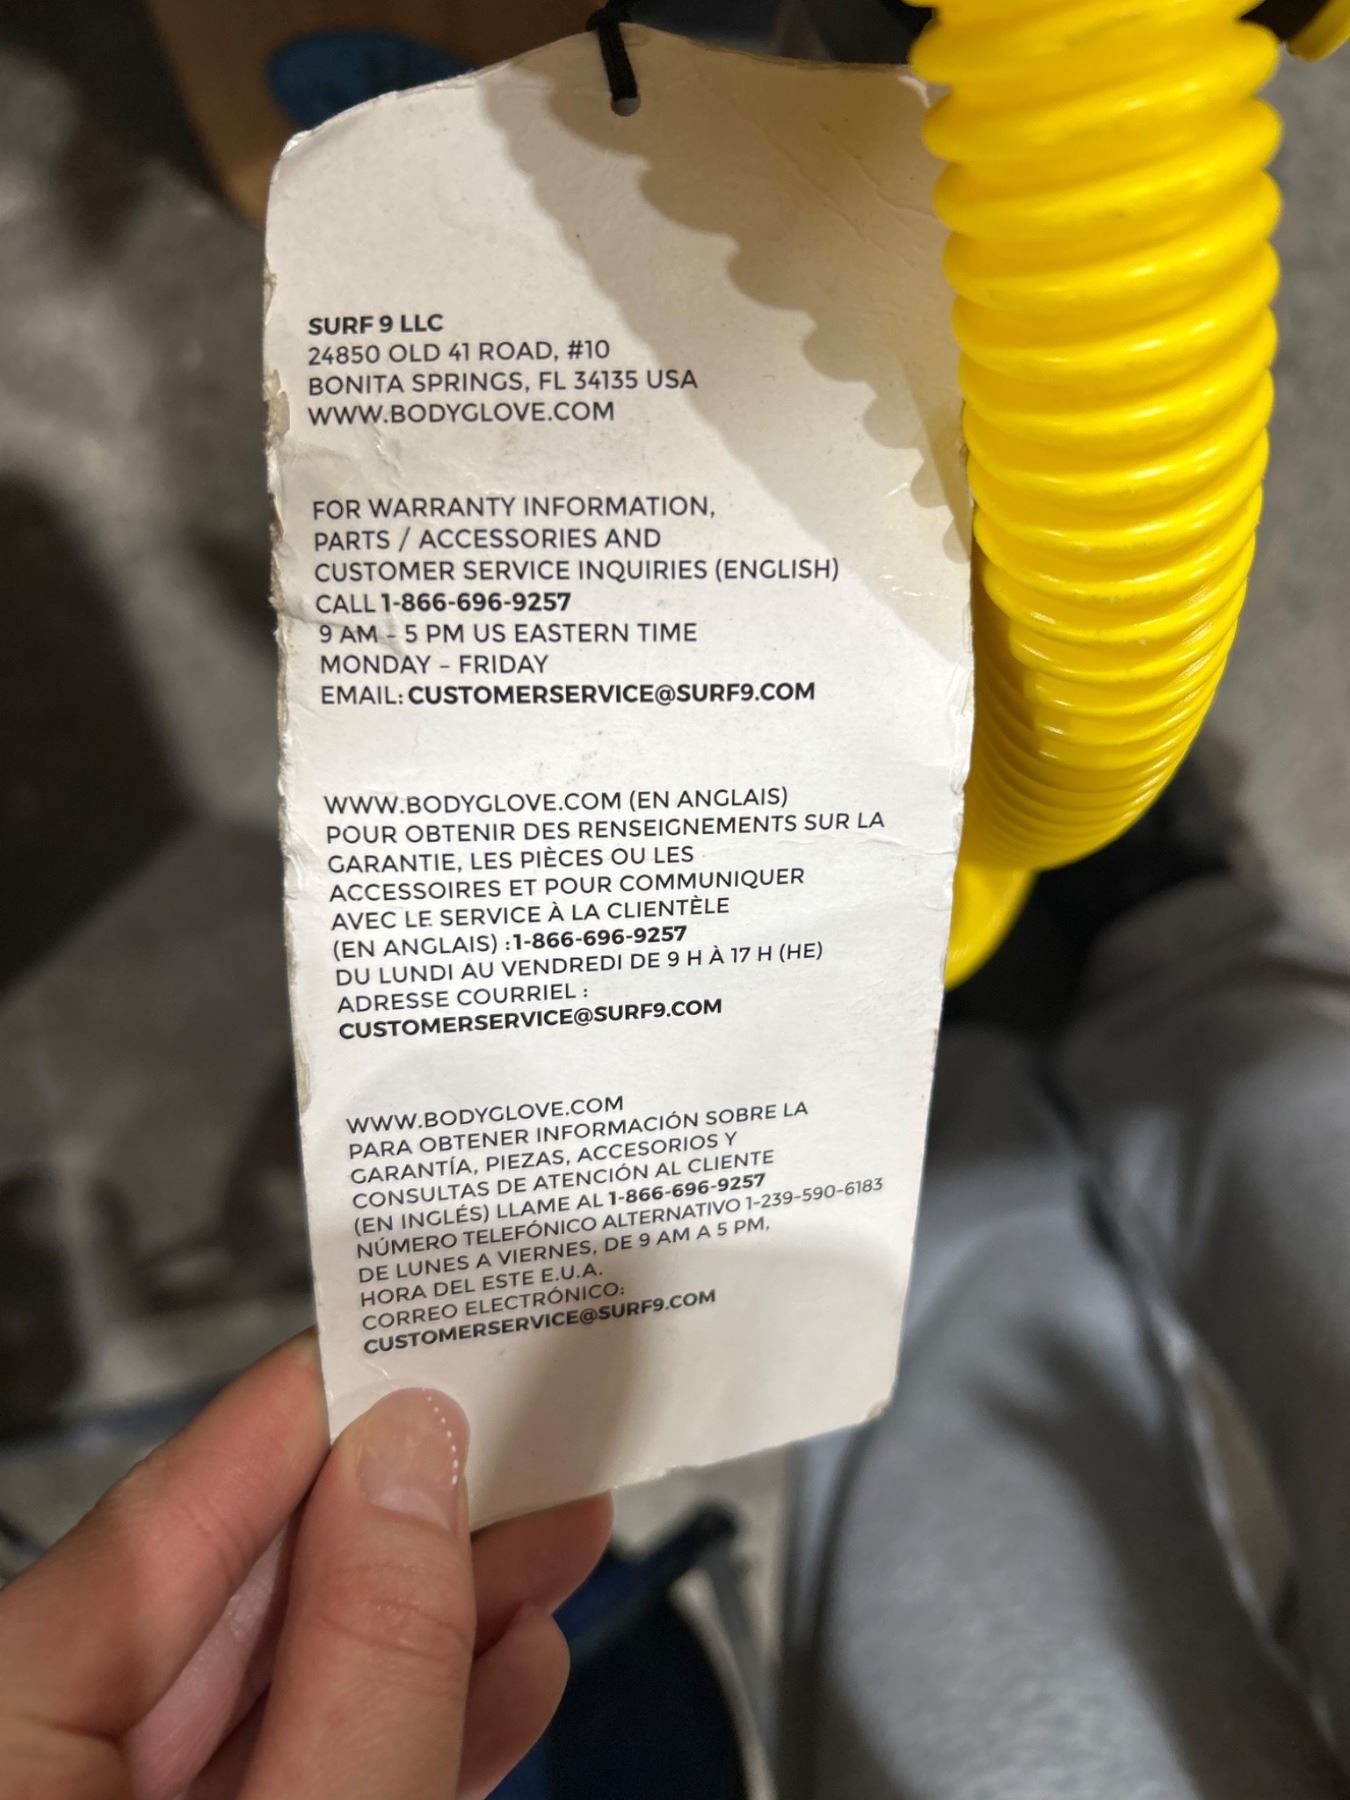 SURF 9 LLC
24850 OLD 41 ROAD, #10
BONITA SPRINGS, FL 34135 USA
WWW.BODYGLOVE.COM
FOR WARRANTY INFORMATION,
PARTS / ACCESSORIES AND
CUSTOMER SERVICE INQUIRIES (ENGLISH)
CALL 1-866-696-9257
9 AM - 5 PM US EASTERN TIME
MONDAY – FRIDAY
EMAIL: CUSTOMERSERVICE@SURF9.COM
WWW.BODYGLOVE.COM (EN ANGLAIS)
POUR OBTENIR DES RENSEIGNEMENTS SUR LA
GARANTIE, LES PIÈCES OU LES
ACCESSOIRES ET POUR COMMUNIQUER
AVEC LE SERVICE À LA CLIENTÈLE
(EN ANGLAIS) :1-866-696-9257
DU LUNDI AU VENDREDI DE 9 H À 17 H (HE)
ADRESSE COURRIEL :
CUSTOMERSERVICE@SURF9.COM
WWW.BODYGLOVE.COM
PARA OBTENER INFORMACIÓN SOBRE LA
GARANTÍA, PIEZAS, ACCESORIOS Y
CONSULTAS DE ATENCIÓN AL CLIENTE
(EN INGLÉS) LLAME AL 1-866-696-9257
NÚMERO TELEFÓNICO ALTERNATIVO 1-239-590-6183
DE LUNES A VIERNES, DE 9 AM A 5 PM,
HORA DEL ESTE E.U.A.
CORREO ELECTRÓNICO:
CUSTOMERSERVICE@SURF9.COM